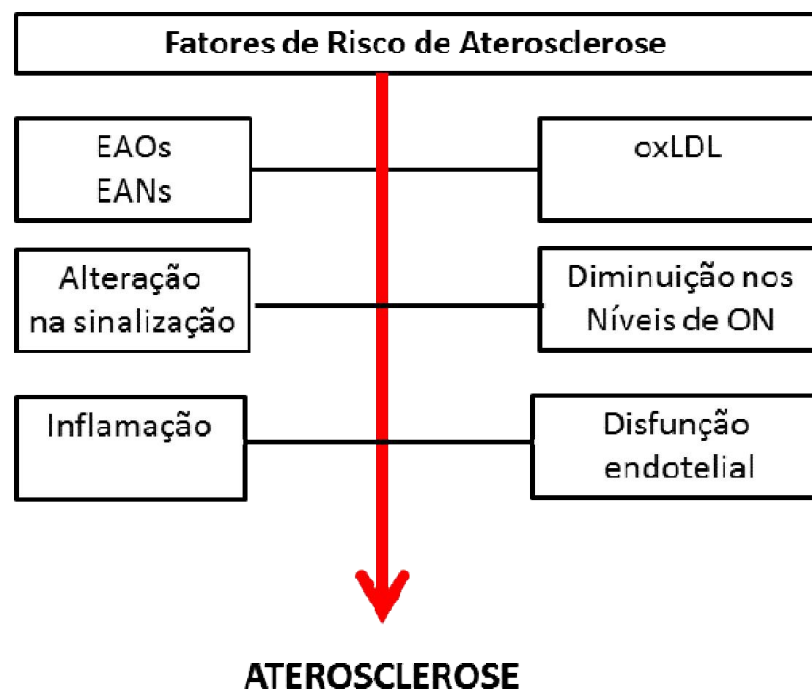 Fatores de Risco de Aterosclerose
EAOs
EANs
oxLDL
Alteração
na sinalização
Diminuição nos
Níveis de ON
Inflamação
Disfunção
endotelial
ATEROSCLEROSE